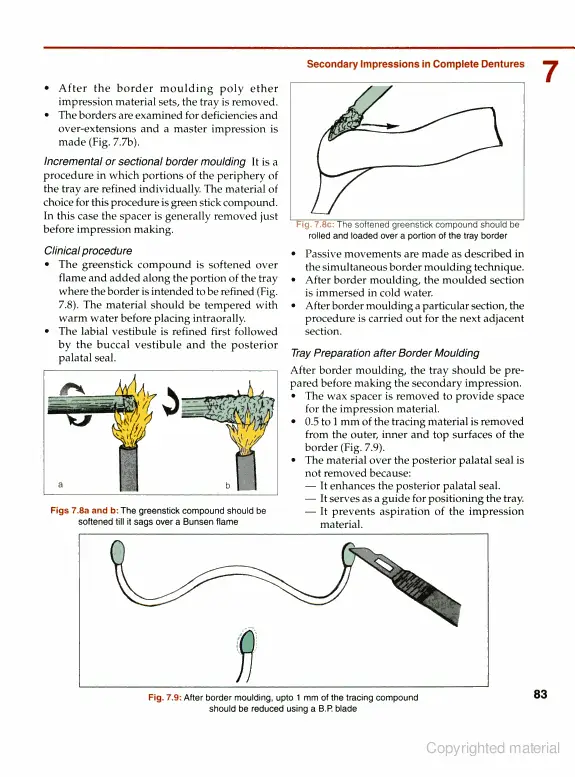 Secondary Impressions in Complete Dentures
7
• After the border moulding poly ether
impression material sets, the tray is removed.
• The borders are examined for deficiencies and
over-extensions and a master impression is
made (Fig. 7.7b).
Incremental or sectional border moulding It is a
procedure in which portions of the periphery of
the tray are refined individually. The material of
choice for this procedure is green stick compound.
In this case the spacer is generally removed just
before impression making.
Clinical procedure
• The greenstick compound is softened over
flame and added along the portion of the tray
where the border is intended to be refined (Fig.
7.8). The material should be tempered with
warm water before placing intraorally.
• The labial vestibule is refined first followed
by the buccal vestibule and the posterior
palatal seal.
a
b
Figs 7.8a and b: The greenstick compound should be
softened till it sags over a Bunsen flame
Fig. 7.8c: The softened greenstick compound should be
rolled and loaded over a portion of the tray border
• Passive movements are made as described in
the simultaneous border moulding technique.
• After border moulding, the moulded section
is immersed in cold water.
• After border moulding a particular section, the
procedure is carried out for the next adjacent
section.
Tray Preparation after Border Moulding
After border moulding, the tray should be pre-
pared before making the secondary impression.
• The wax spacer is removed to provide space
for the impression material.
• 0.5 to 1 mm of the tracing material is removed
from the outer, inner and top surfaces of the
border (Fig. 7.9).
• The material over the posterior palatal seal is
not removed because:
— It enhances the posterior palatal seal.
— It serves as a guide for positioning the tray.
— It prevents aspiration of the impression
material.
Fig. 7.9: After border moulding, upto 1 mm of the tracing compound
should be reduced using a B.P. blade
83
Copyrighted material